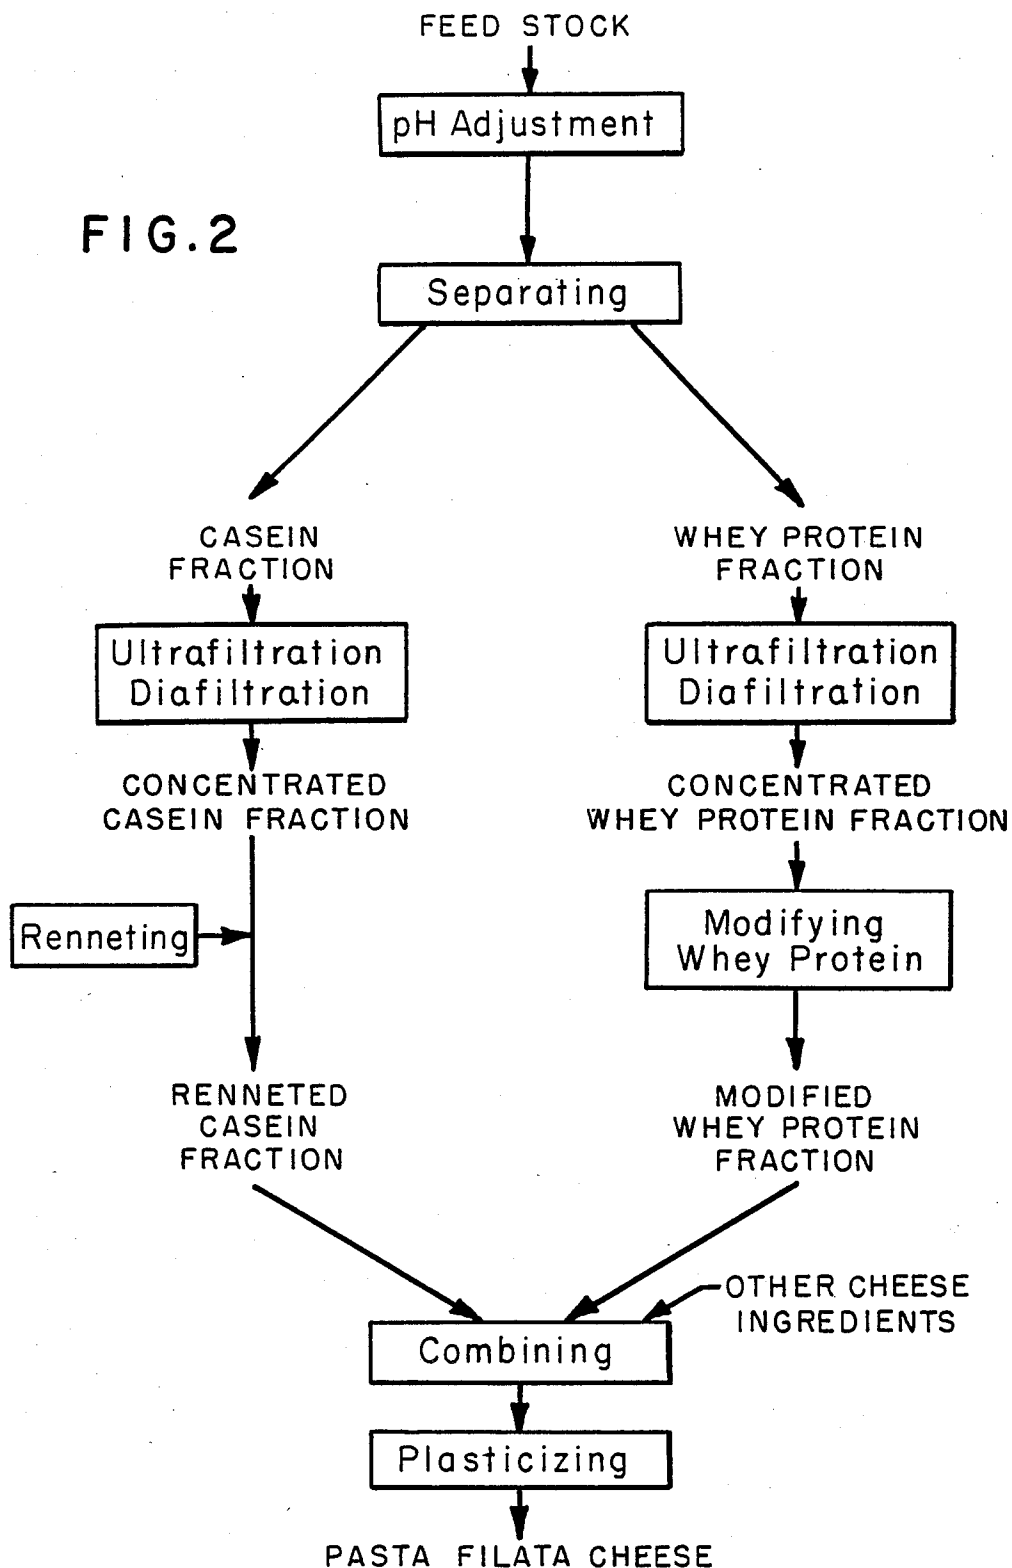 FEED STOCK
pH Adjustment
FIG.2
Separating
CASEIN
FRACTION
WHEY PROTEIN
FRACTION
Ultrafiltration
Diafiltration
Ultrafiltration
Diafiltration
CONCENTRATED
CASEIN FRACTION
CONCENTRATED
WHEY PROTEIN FRACTION
Renneting
Modifying
Whey Protein
RENNETED
CASEIN
FRACTION
MODIFIED
WHEY PROTEIN
FRACTION
OTHER CHEESE
INGREDIENTS
Combining
Plasticizing
PASTA FILATA CHEESE